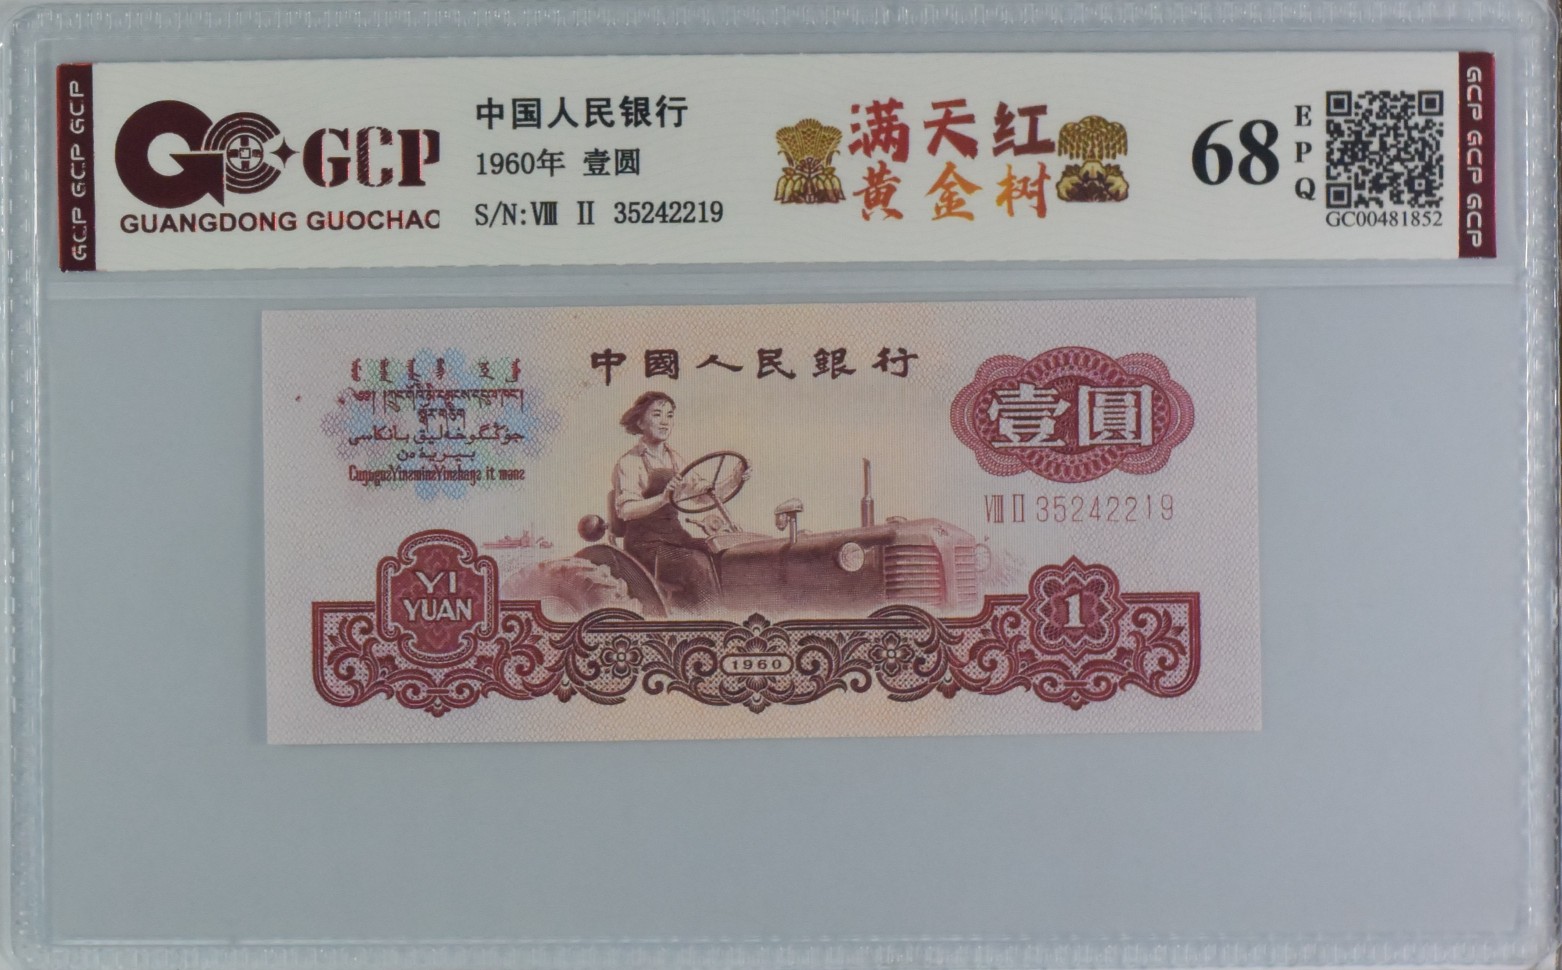 GCP GCP GCP
GCP
GUANGDONG GUOCHAO
中国人民银行
1960年 壹圆
S/N:Ⅷ Ⅱ 35242219
满天红
黄金树
68
EPQ
GC00481852
GCP GCP GCP
中國人民銀行
壹圓
Ⅷ Ⅱ 35242219
YI
YUAN
1960
1